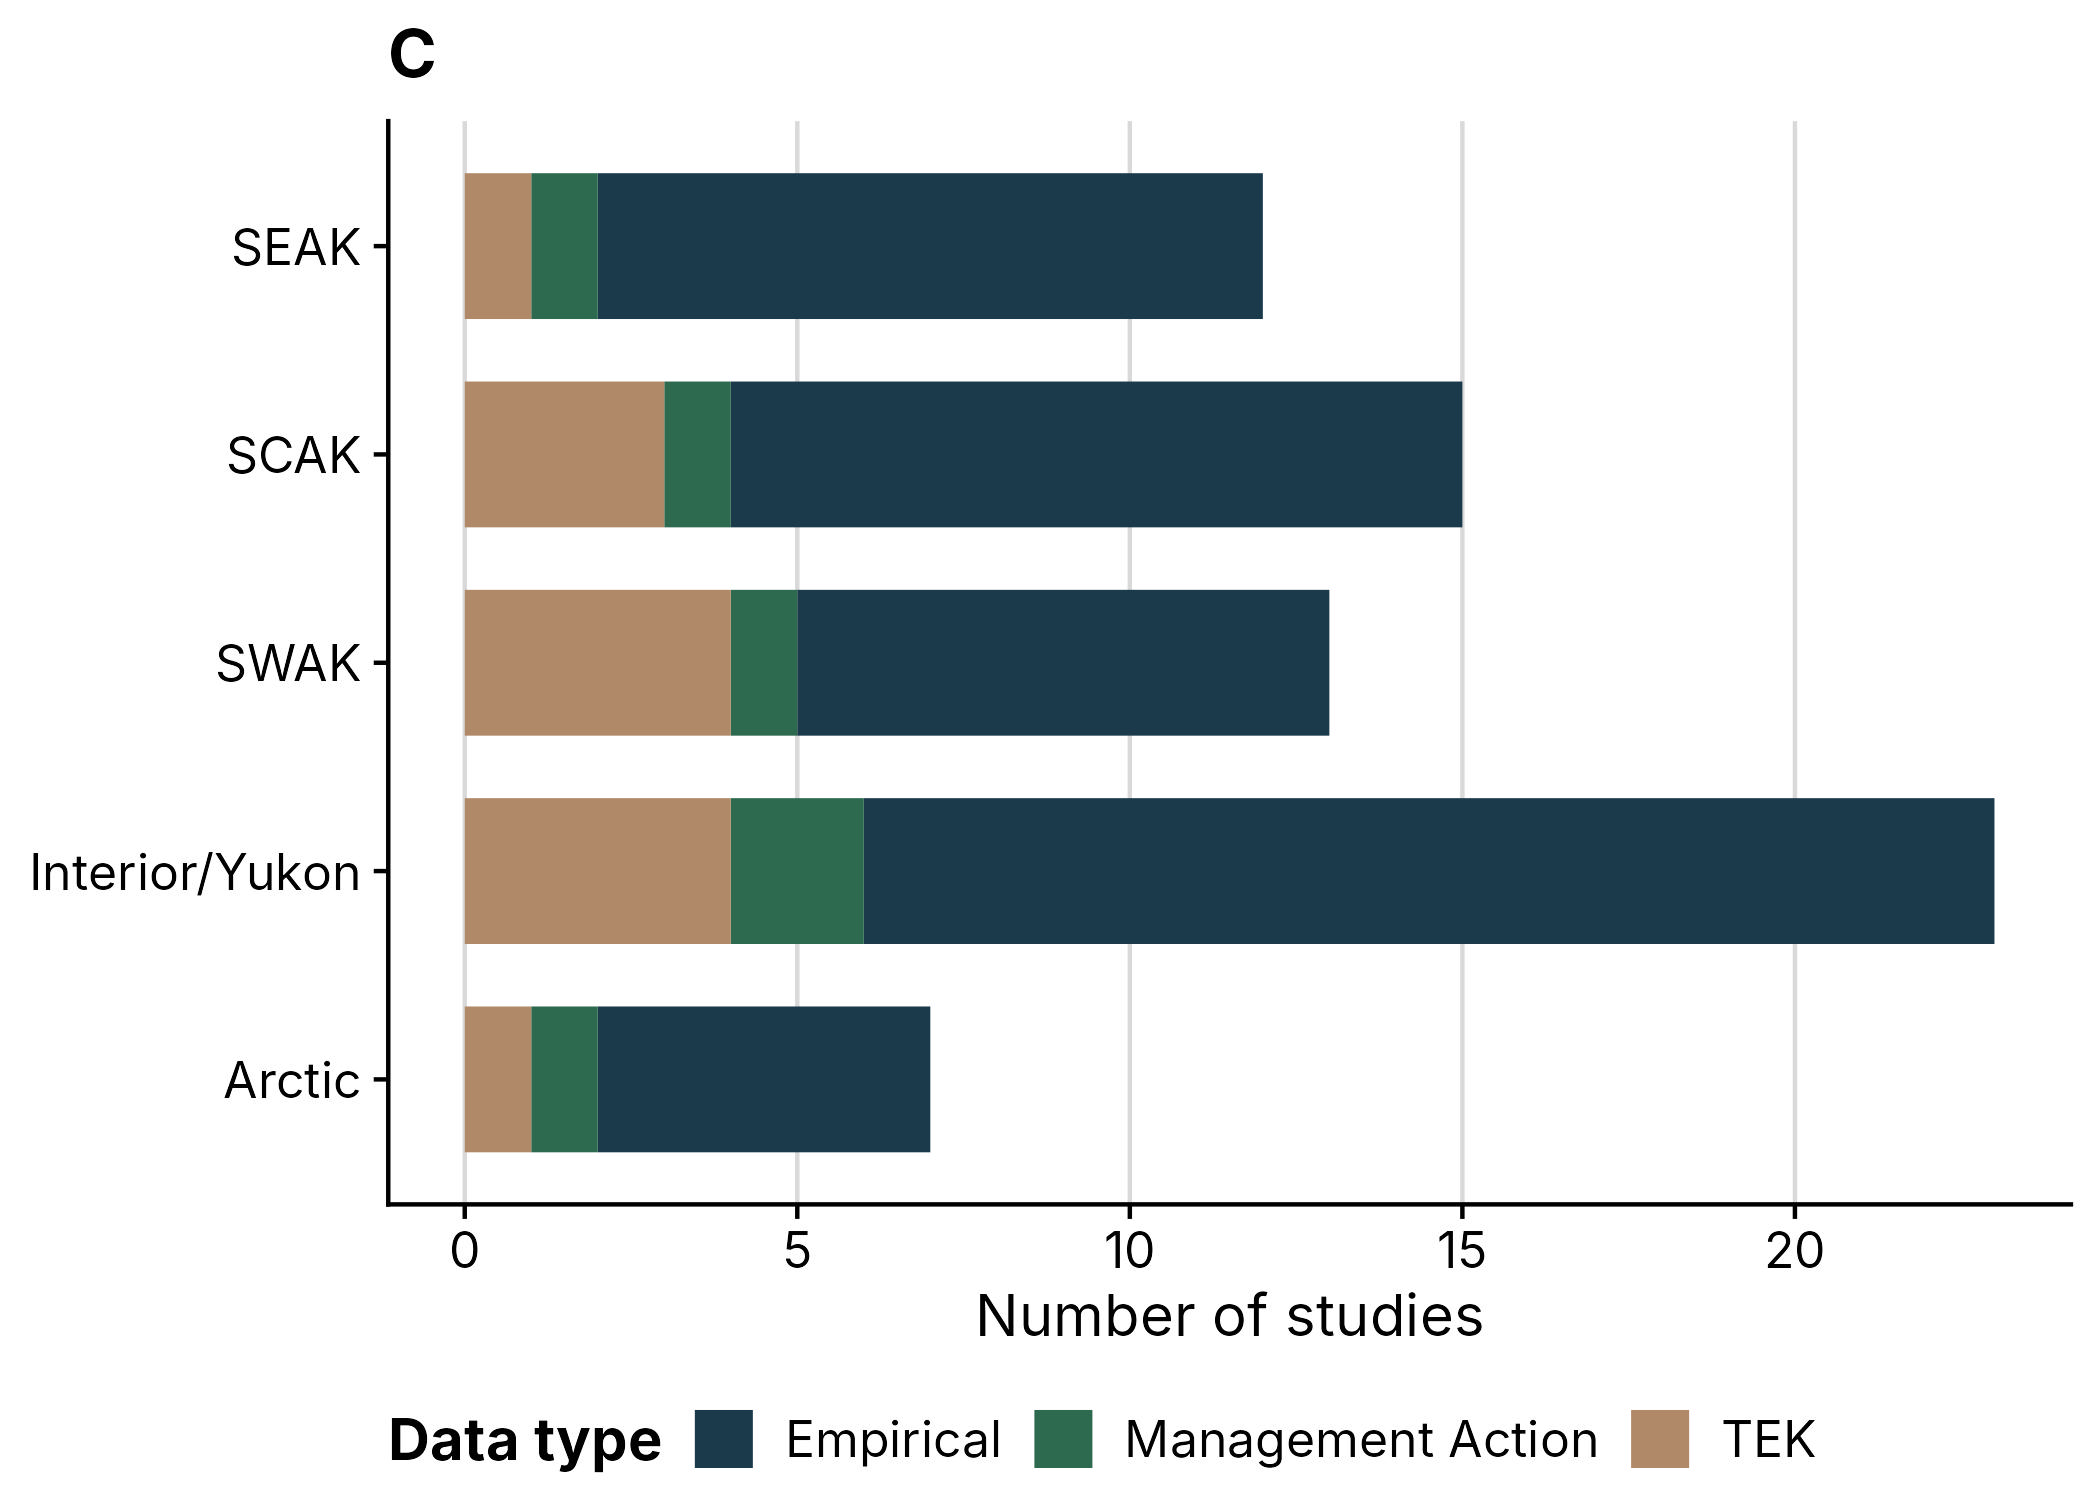 C
SEAK
SCAK
SWAK
Interior/Yukon
Arctic
0 5 10 15 20
Number of studies
Data type Empirical Management Action TEK